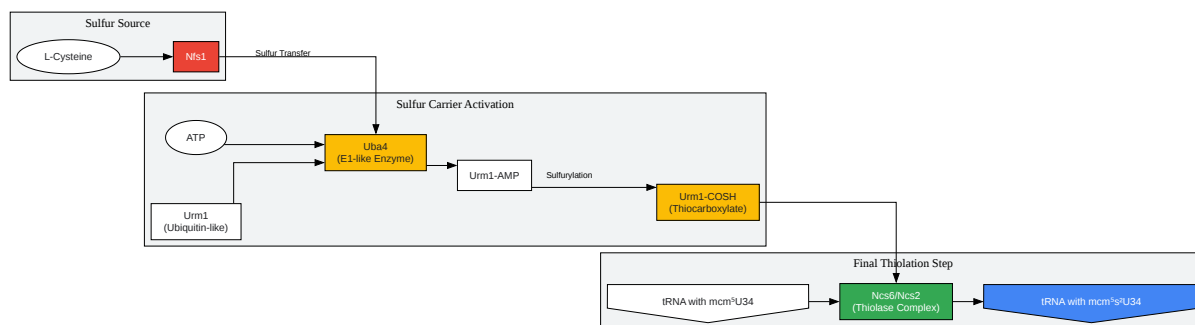 Sulfur Source
L-Cysteine
Nfs1
Sulfur Transfer
Sulfur Carrier Activation
ATP
Uba4
(E1-like Enzyme)
Urm1-AMP
Sulfurylation
Urm1-COSH
(Thiocarboxylate)
Urm1
(Ubiquitin-like)
Final Thiolation Step
tRNA with mcm⁵U34
Ncs6/Ncs2
(Thiolase Complex)
tRNA with mcm⁵s²U34